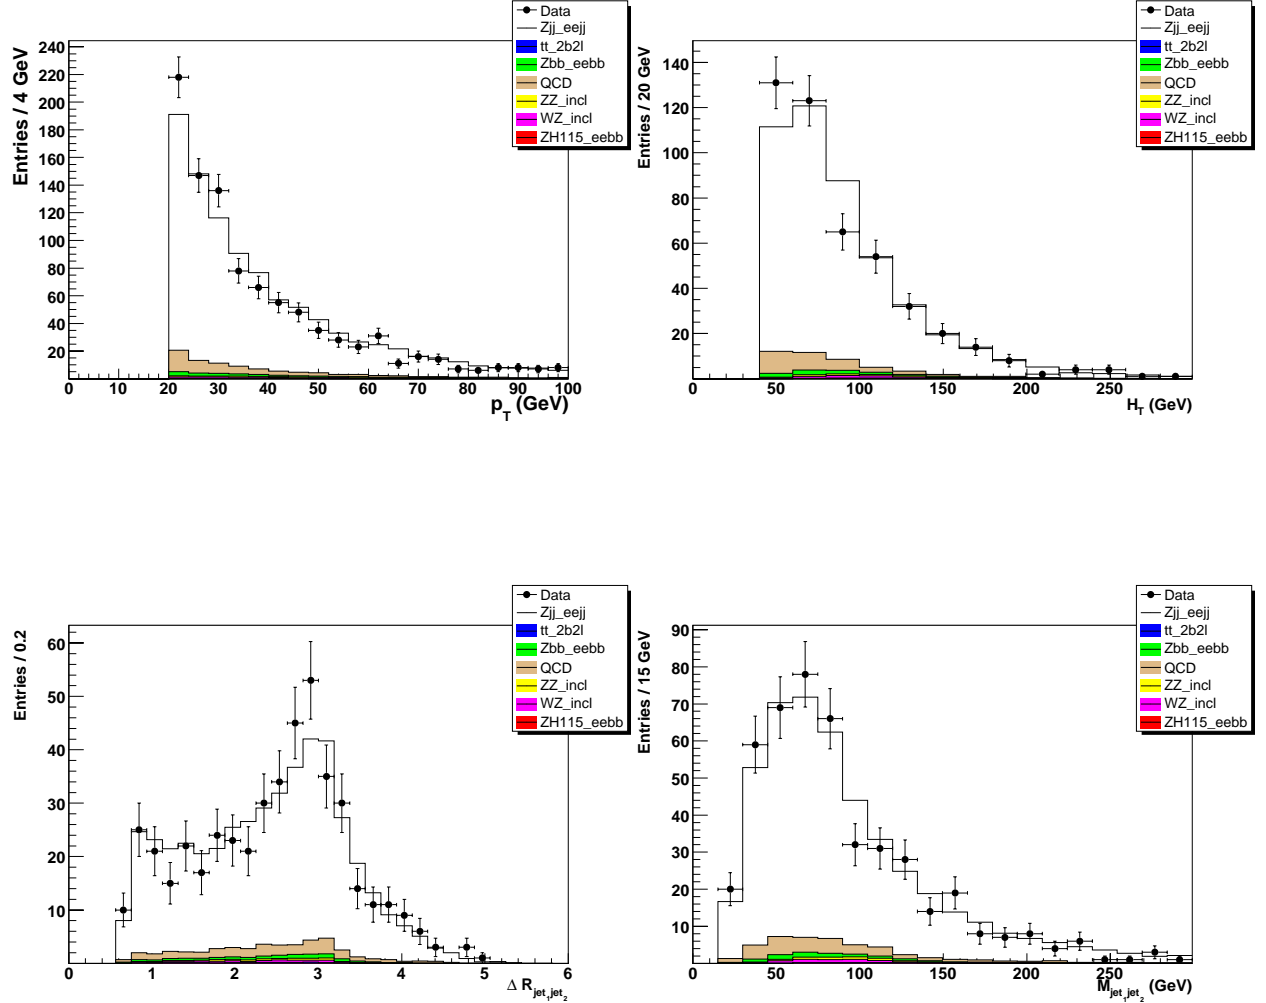 Data
Zjj_eejj
tt_2b2l
Zbb_eebb
QCD
ZZ_incl
WZ_incl
ZH115_eebb
Entries / 4 GeV
240
220
200
180
160
140
120
100
80
60
40
20
0 10 20 30 40 50 60 70 80 90 100
p_T (GeV)
Data
Zjj_eejj
tt_2b2l
Zbb_eebb
QCD
ZZ_incl
WZ_incl
ZH115_eebb
Entries / 20 GeV
140
120
100
80
60
40
20
0 50 100 150 200 250
H_T (GeV)
Data
Zjj_eejj
tt_2b2l
Zbb_eebb
QCD
ZZ_incl
WZ_incl
ZH115_eebb
Entries / 0.2
60
50
40
30
20
10
0 1 2 3 4 5 6
Δ R_jet_1jet_2
Data
Zjj_eejj
tt_2b2l
Zbb_eebb
QCD
ZZ_incl
WZ_incl
ZH115_eebb
Entries / 15 GeV
90
80
70
60
50
40
30
20
10
0 50 100 150 200 250
M_jet_1jet_2 (GeV)